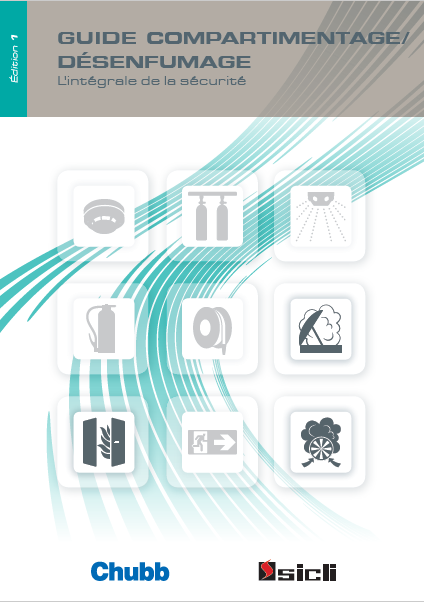 Édition 1
GUIDE COMPARTIMENTAGE/
DÉSENFUMAGE
L'intégrale de la sécurité
Chubb
sicli